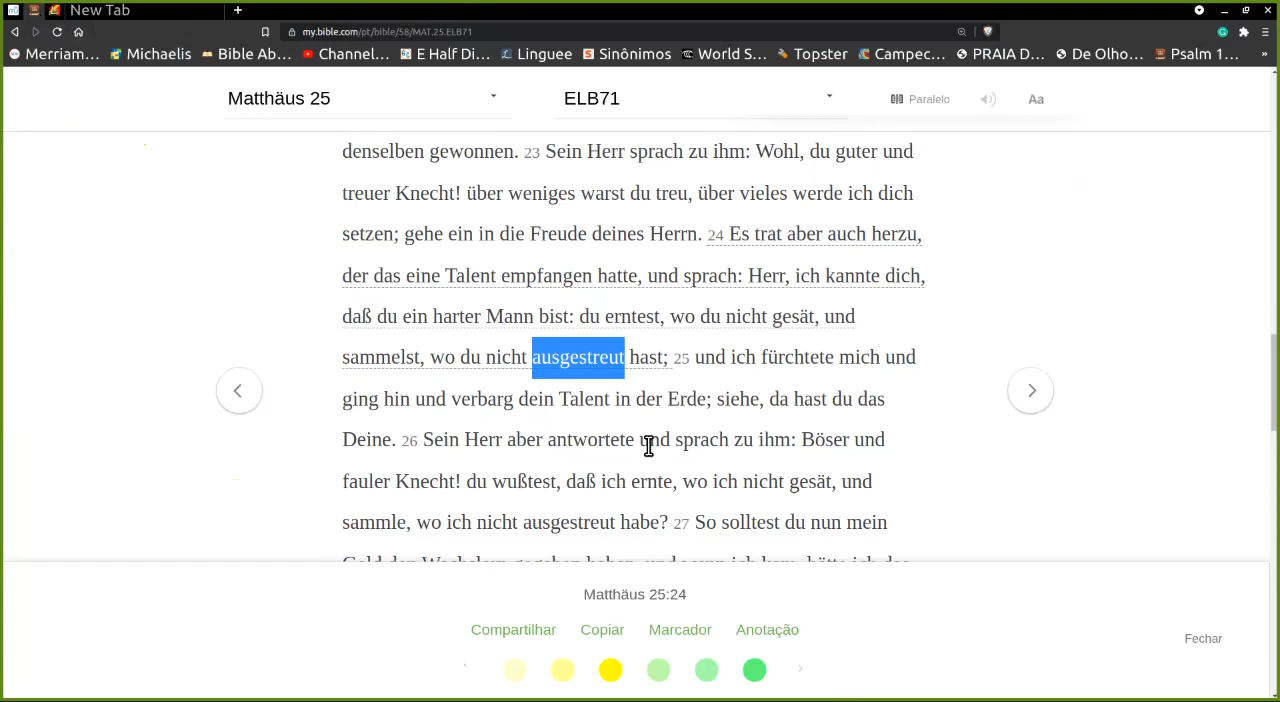 New Tab
my.bible.com/pt/bible/58/MAT.25.ELB71
Merriam… Michaelis Bible Ab… Channel… E Half Di… Linguee Sinônimos World S… Topster Campec… PRAIA D… De Olho… Psalm 1… »
Matthäus 25 ELB71 Paralelo Aa
denselben gewonnen. 23 Sein Herr sprach zu ihm: Wohl, du guter und
treuer Knecht! über weniges warst du treu, über vieles werde ich dich
setzen; gehe ein in die Freude deines Herrn. 24 Es trat aber auch herzu,
der das eine Talent empfangen hatte, und sprach: Herr, ich kannte dich,
daß du ein harter Mann bist: du erntest, wo du nicht gesät, und
sammelst, wo du nicht ausgestreut hast; 25 und ich fürchtete mich und
ging hin und verbarg dein Talent in der Erde; siehe, da hast du das
Deine. 26 Sein Herr aber antwortete und sprach zu ihm: Böser und
fauler Knecht! du wußtest, daß ich ernte, wo ich nicht gesät, und
sammle, wo ich nicht ausgestreut habe? 27 So solltest du nun mein
Matthäus 25:24
Compartilhar Copiar Marcador Anotação
Fechar